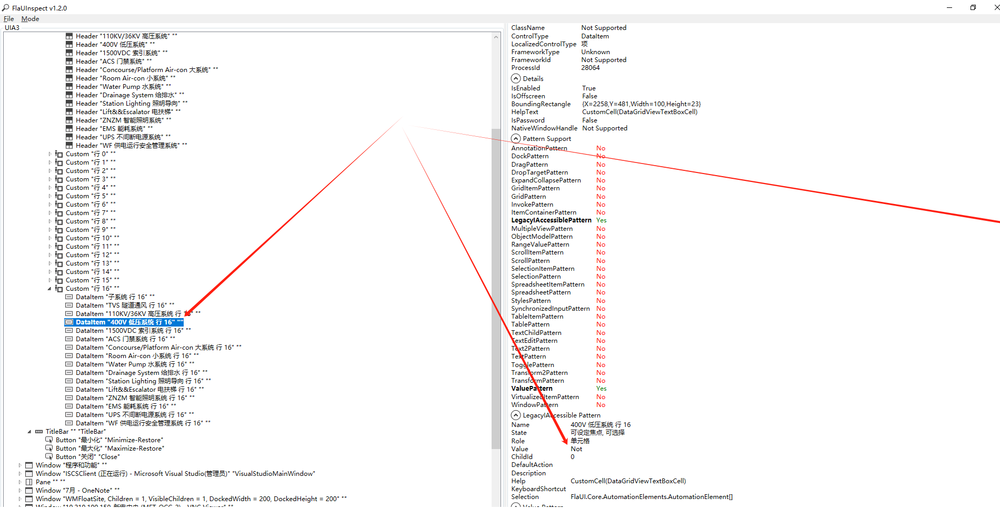 FlaUInspect v1.2.0
File Mode
UIA3
Header "110KV/36KV 高压系统" ""
Header "400V 低压系统" ""
Header "1500VDC 索引系统" ""
Header "ACS 门禁系统" ""
Header "Concourse/Platform Air-con 大系统" ""
Header "Room Air-con 小系统" ""
Header "Water Pump 水系统" ""
Header "Drainage System 给排水" ""
Header "Station Lighting 照明导向" ""
Header "Lift&&Escalator 电扶梯" ""
Header "ZNZM 智能照明系统" ""
Header "EMS 能耗系统" ""
Header "UPS 不间断电源系统" ""
Header "WF 供电运行安全管理系统" ""
Custom "行 0" ""
Custom "行 1" ""
Custom "行 2" ""
Custom "行 3" ""
Custom "行 4" ""
Custom "行 5" ""
Custom "行 6" ""
Custom "行 7" ""
Custom "行 8" ""
Custom "行 9" ""
Custom "行 10" ""
Custom "行 11" ""
Custom "行 12" ""
Custom "行 13" ""
Custom "行 14" ""
Custom "行 15" ""
Custom "行 16" ""
DataItem "子系统 行 16" ""
DataItem "TVS 隧道通风 行 16" ""
DataItem "110KV/36KV 高压系统 行 16" ""
DataItem "400V 低压系统 行 16" ""
DataItem "1500VDC 索引系统 行 16" ""
DataItem "ACS 门禁系统 行 16" ""
DataItem "Concourse/Platform Air-con 大系统 行 16" ""
DataItem "Room Air-con 小系统 行 16" ""
DataItem "Water Pump 水系统 行 16" ""
DataItem "Drainage System 给排水 行 16" ""
DataItem "Station Lighting 照明导向 行 16" ""
DataItem "Lift&&Escalator 电扶梯 行 16" ""
DataItem "ZNZM 智能照明系统 行 16" ""
DataItem "EMS 能耗系统 行 16" ""
DataItem "UPS 不间断电源系统 行 16" ""
DataItem "WF 供电运行安全管理系统 行 16" ""
TitleBar "" "TitleBar"
Button "最小化" "Minimize-Restore"
Button "最大化" "Maximize-Restore"
Button "关闭" "Close"
Window "程序和功能" ""
Window "ISCSClient (正在运行) - Microsoft Visual Studio(管理员)" "VisualStudioMainWindow"
Pane "" ""
Window "7月 - OneNote" ""
Window "WMFloatSite, Children = 1, VisibleChildren = 1, DockedWidth = 200, DockedHeight = 200" ""
ClassName Not Supported
ControlType DataItem
LocalizedControlType 项
FrameworkType Unknown
FrameworkId Not Supported
ProcessId 28064
Details
IsEnabled True
IsOffscreen False
BoundingRectangle {X=2258,Y=481,Width=100,Height=23}
HelpText CustomCell(DataGridViewTextBoxCell)
IsPassword False
NativeWindowHandle Not Supported
Pattern Support
AnnotationPattern No
DockPattern No
DragPattern No
DropTargetPattern No
ExpandCollapsePattern No
GridItemPattern No
GridPattern No
InvokePattern No
ItemContainerPattern No
LegacyIAccessiblePattern Yes
MultipleViewPattern No
ObjectModelPattern No
RangeValuePattern No
ScrollItemPattern No
ScrollPattern No
SelectionItemPattern No
SelectionPattern No
SpreadsheetItemPattern No
SpreadsheetPattern No
StylesPattern No
SynchronizedInputPattern No
TableItemPattern No
TablePattern No
TextChildPattern No
TextEditPattern No
Text2Pattern No
TextPattern No
TogglePattern No
Transform2Pattern No
TransformPattern No
ValuePattern Yes
VirtualizedItemPattern No
WindowPattern No
LegacyIAccessible Pattern
Name 400V 低压系统 行 16
State 可设定焦点, 可选择
Role 单元格
Value Not
ChildId 0
DefaultAction
Description
Help CustomCell(DataGridViewTextBoxCell)
KeyboardShortcut
Selection FlaUI.Core.AutomationElements.AutomationElement[]